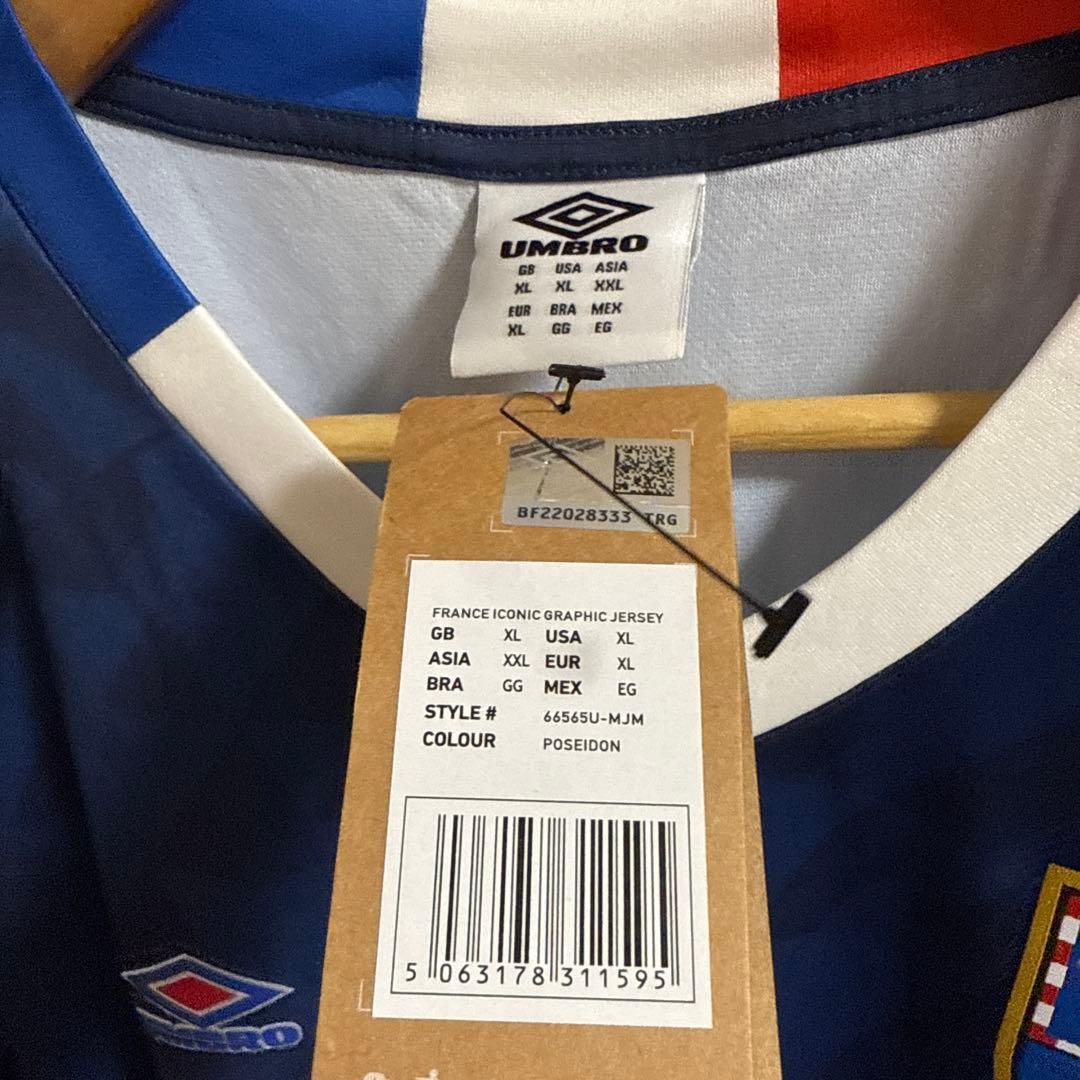 UMBRO
GB USA ASIA
XL XL XXL
EUR BRA MEX
XL GG EG
BF22028333 TRG
FRANCE ICONIC GRAPHIC JERSEY
GB XL USA XL
ASIA XXL EUR XL
BRA GG MEX EG
STYLE # 66565U-MJM
COLOUR POSEIDON
5 063178 311595
UMBRO